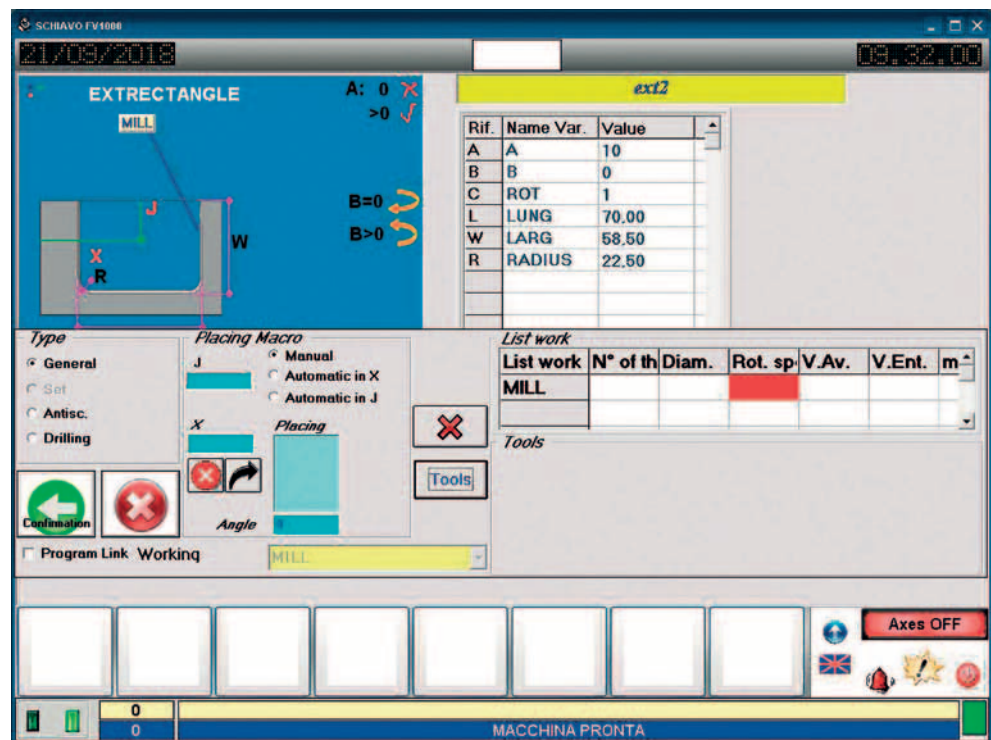 SCHIAVO FV1000
21/09/2018
09.32.00
EXTRECTANGLE
A: 0
>0
MILL
J
B=0
B>0
W
X
R
ext2
Rif. Name Var. Value
A A 10
B B 0
C ROT 1
L LUNG 70.00
W LARG 58.50
R RADIUS 22.50
Type
General
Set
Antisc.
Drilling
Confirmation
Placing Macro
J
Manual
Automatic in X
Automatic in J
X
Placing
Angle
Tools
Program Link Working
MILL
List work
List work N° of th Diam. Rot. sp V.Av. V.Ent. m
MILL
Tools
Axes OFF
0
0
MACCHINA PRONTA